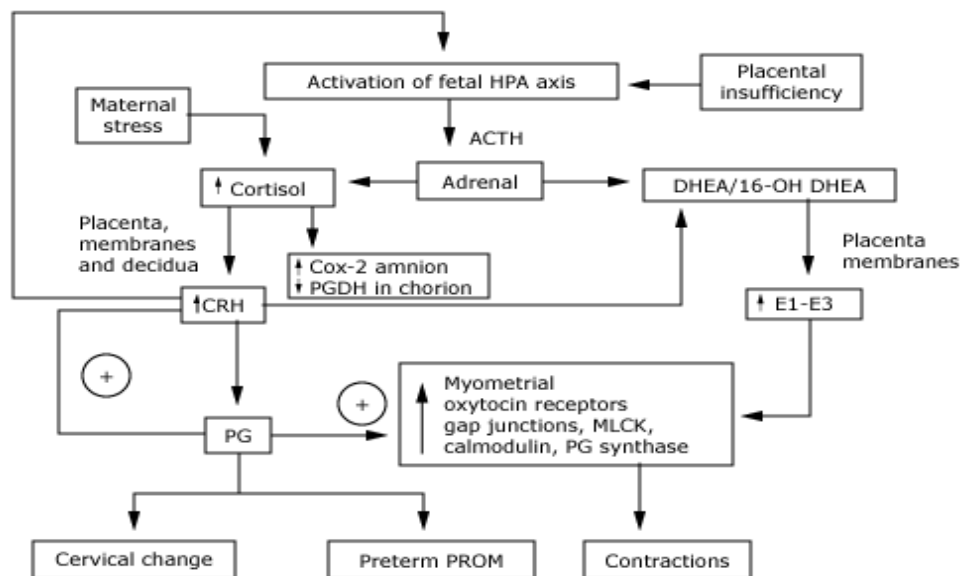 Activation of fetal HPA axis
Placental
insufficiency
Maternal
stress
ACTH
Cortisol
Adrenal
DHEA/16-OH DHEA
Placenta,
membranes
and decidua
Placenta
membranes
Cox-2 amnion
PGDH in chorion
CRH
E1-E3
+
+
Myometrial
oxytocin receptors
gap junctions, MLCK,
calmodulin, PG synthase
PG
Cervical change
Preterm PROM
Contractions